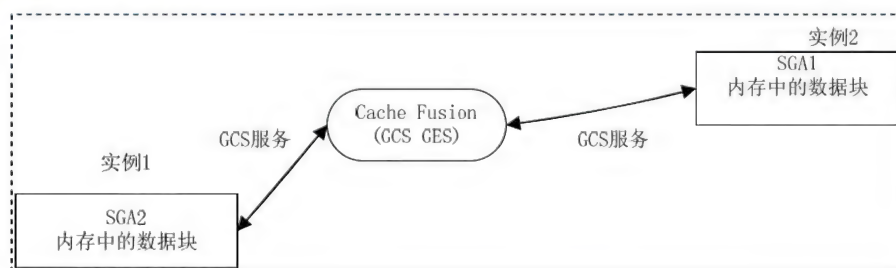 实例2
SGA1
内存中的数据块
Cache Fusion
(GCS GES)
GCS服务
GCS服务
实例1
SGA2
内存中的数据块